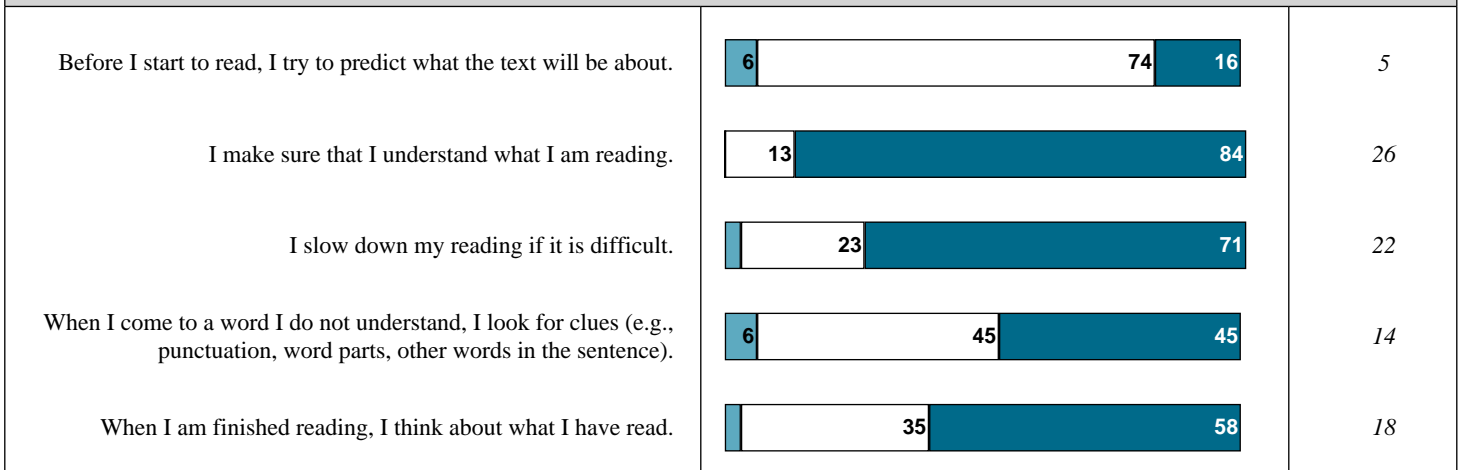 Before I start to read, I try to predict what the text will be about. 6 74 16 5
I make sure that I understand what I am reading. 13 84 26
I slow down my reading if it is difficult. 23 71 22
When I come to a word I do not understand, I look for clues (e.g.,
punctuation, word parts, other words in the sentence). 6 45 45 14
When I am finished reading, I think about what I have read. 35 58 18